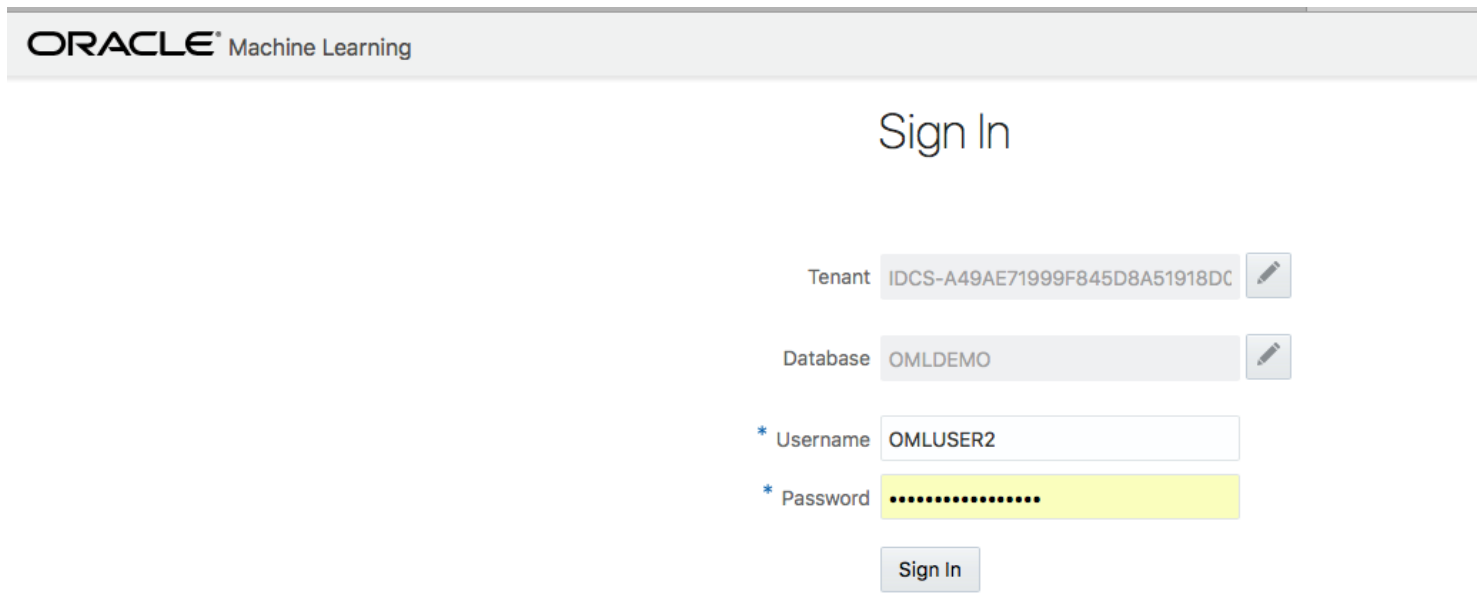 ORACLE® Machine Learning
Sign In
Tenant IDCS-A49AE71999F845D8A51918D
Database OMLDEMO
* Username OMLUSER2
* Password •••••••••••••••••
Sign In